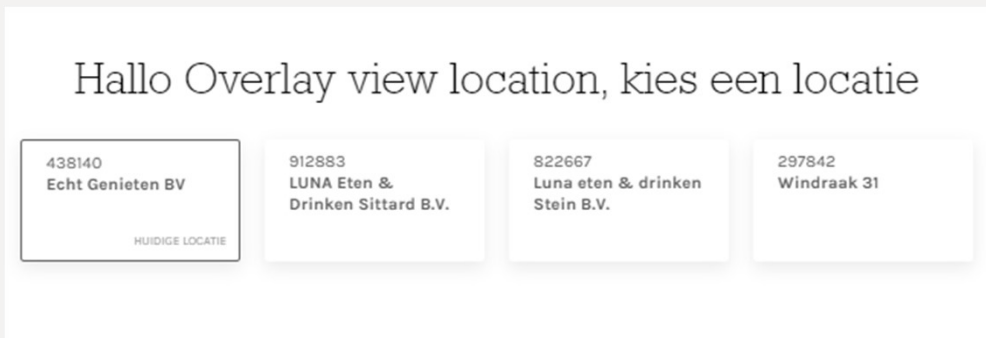 Hallo Overlay view location, kies een locatie
438140
Echt Genieten BV
HUIDIGE LOCATIE
912883
LUNA Eten &
Drinken Sittard B.V.
822667
Luna eten & drinken
Stein B.V.
297842
Windraak 31